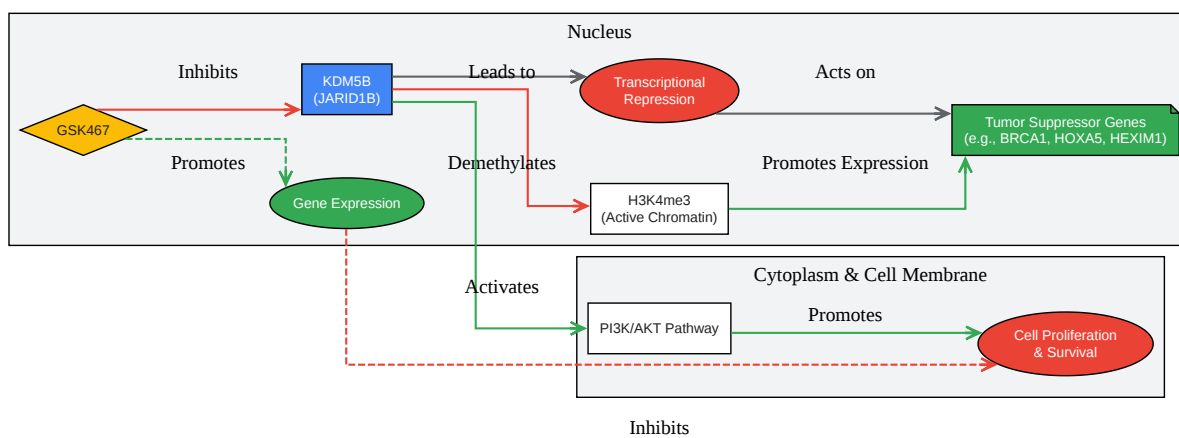 Nucleus
Inhibits
KDM5B
(JARID1B)
Leads to
Transcriptional
Repression
Acts on
GSK467
Tumor Suppressor Genes
(e.g., BRCA1, HOXA5, HEXIM1)
Promotes
Demethylates
Promotes Expression
Gene Expression
H3K4me3
(Active Chromatin)
Cytoplasm & Cell Membrane
Activates
PI3K/AKT Pathway
Promotes
Cell Proliferation
& Survival
Inhibits